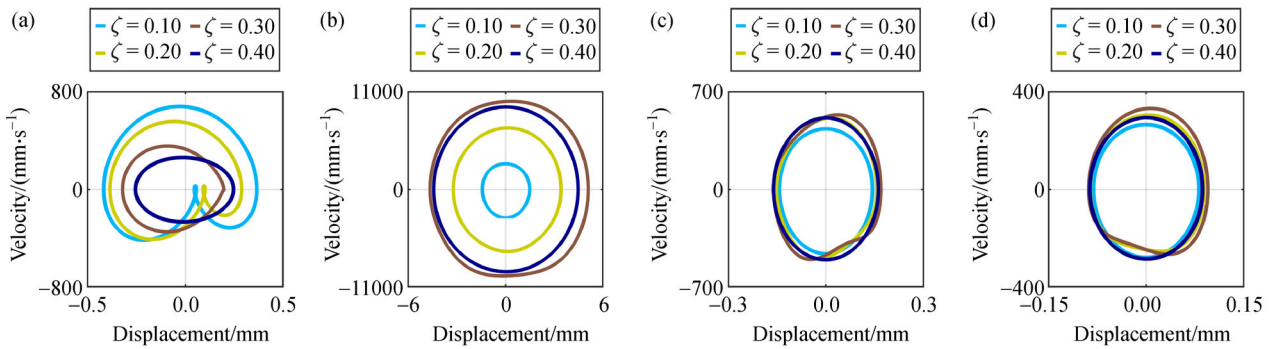 (a)
ζ = 0.10 ζ = 0.30
ζ = 0.20 ζ = 0.40
Velocity/(mm·s⁻¹)
800
0
−800
−0.5 0.0 0.5
Displacement/mm
(b)
ζ = 0.10 ζ = 0.30
ζ = 0.20 ζ = 0.40
Velocity/(mm·s⁻¹)
11000
0
−11000
−6 0 6
Displacement/mm
(c)
ζ = 0.10 ζ = 0.30
ζ = 0.20 ζ = 0.40
Velocity/(mm·s⁻¹)
700
0
−700
−0.3 0.0 0.3
Displacement/mm
(d)
ζ = 0.10 ζ = 0.30
ζ = 0.20 ζ = 0.40
Velocity/(mm·s⁻¹)
400
0
−400
−0.15 0.00 0.15
Displacement/mm